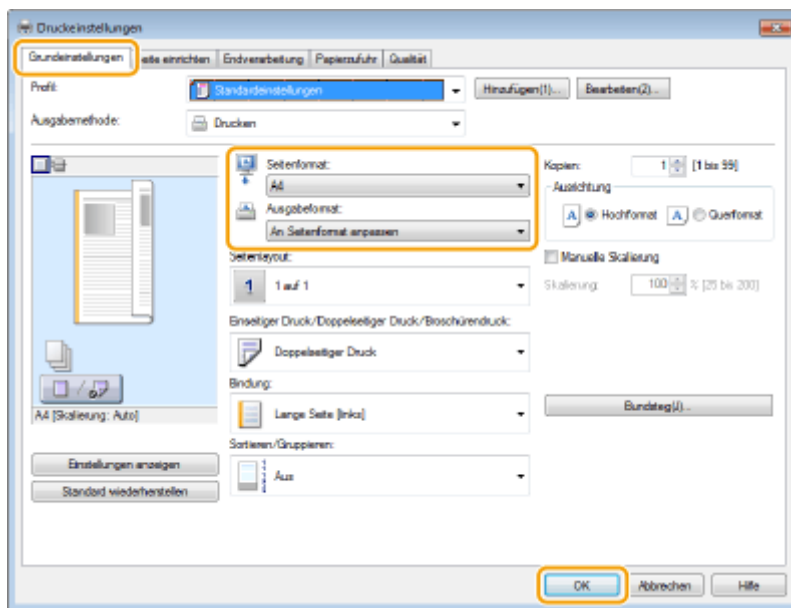 Druckeinstellungen
Grundeinstellungen eite einrichten Endverarbeitung Papierzufuhr Qualität
Profil: Standardeinstellungen Hinzufügen(1)... Bearbeiten(2)...
Ausgabemethode: Drucken
Seitenformat: Kopien: 1 [1 bis 99]
A4 Ausrichtung
Ausgabeformat: A Hochformat A Querformat
An Seitenformat anpassen
Seitenlayout: Manuelle Skalierung
1 1 auf 1 Skalierung: 100 % [25 bis 200]
Einseitiger Druck/Doppelseitiger Druck/Broschürendruck:
Doppelseitiger Druck
Bindung:
A4 [Skalierung: Auto] Lange Seite [links] Bundsteg(J)...
Sortieren/Gruppieren:
Einstellungen anzeigen
Aus
Standard wiederherstellen
OK Abbrechen Hilfe